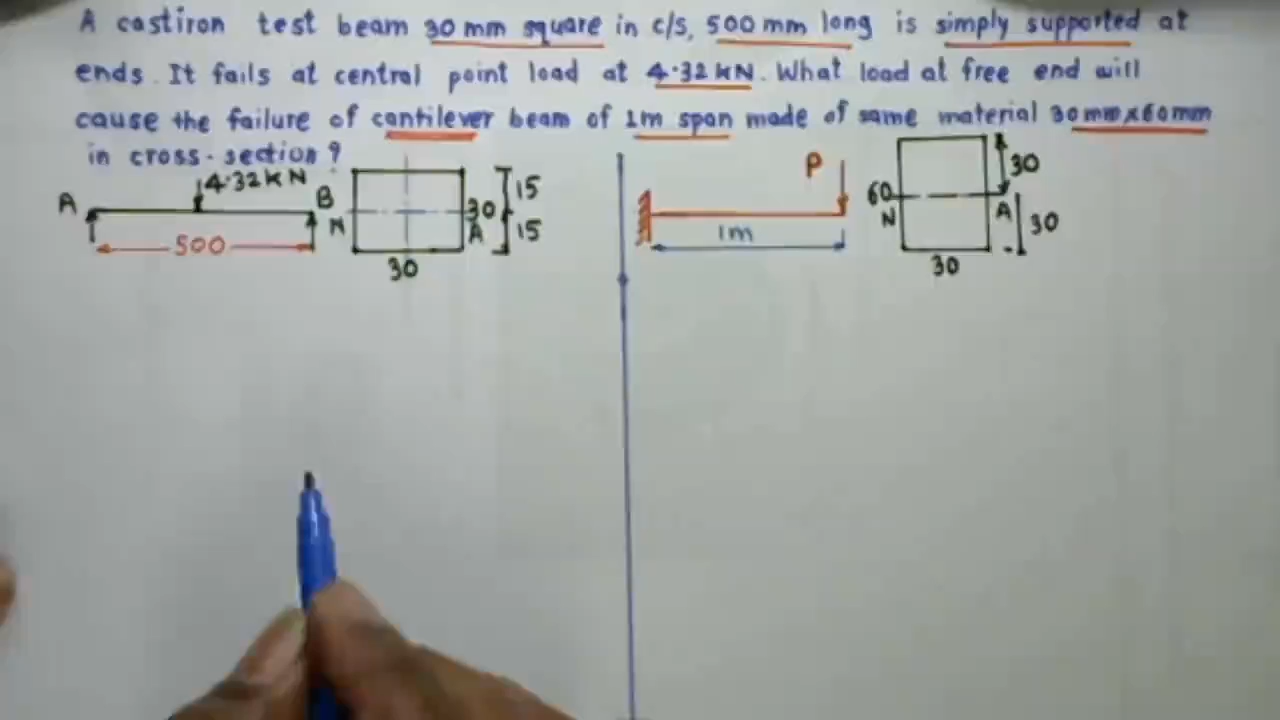 A castiron test beam 30 mm square in c/s, 500 mm long is simply supported at
ends. It fails at central point load at 4.32 kN. What load at free end will
cause the failure of cantilever beam of 1m span made of same material 30mmx60mm
in cross-section?
4.32KN
A
B
500
N
30
A
15
15
30
P
1m
60
N
A
30
30
30